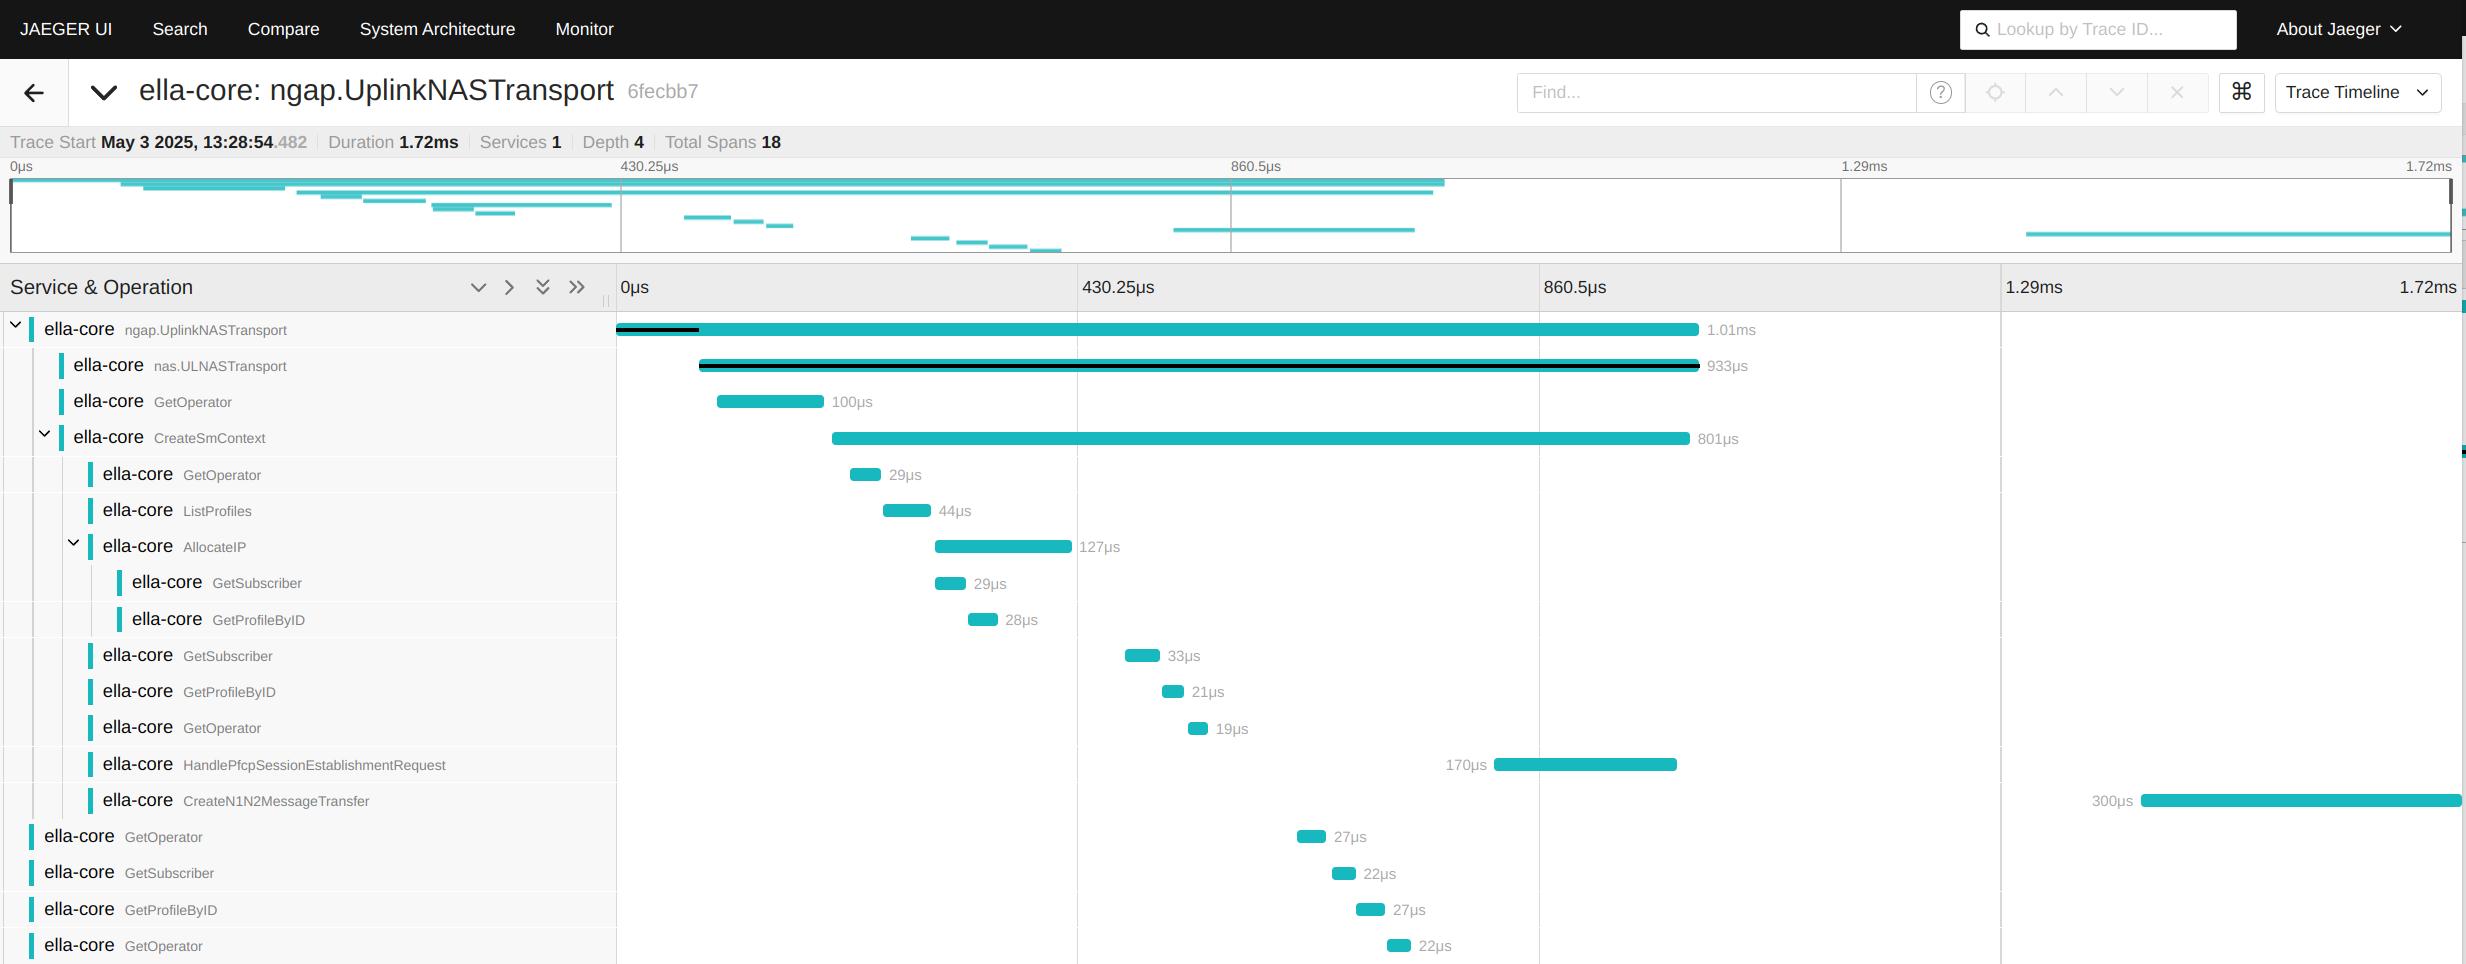 JAEGER UI Search Compare System Architecture Monitor Lookup by Trace ID... About Jaeger
ella-core: ngap.UplinkNASTransport 6fecbb7 Find... ? ⌘ Trace Timeline
Trace Start May 3 2025, 13:28:54.482 Duration 1.72ms Services 1 Depth 4 Total Spans 18
0μs 430.25μs 860.5μs 1.29ms 1.72ms
Service & Operation 0μs 430.25μs 860.5μs 1.29ms 1.72ms
ella-core ngap.UplinkNASTransport 1.01ms
ella-core nas.ULNASTransport 933μs
ella-core GetOperator 100μs
ella-core CreateSmContext 801μs
ella-core GetOperator 29μs
ella-core ListProfiles 44μs
ella-core AllocateIP 127μs
ella-core GetSubscriber 29μs
ella-core GetProfileByID 28μs
ella-core GetSubscriber 33μs
ella-core GetProfileByID 21μs
ella-core GetOperator 19μs
ella-core HandlePfcpSessionEstablishmentRequest 170μs
ella-core CreateN1N2MessageTransfer 300μs
ella-core GetOperator 27μs
ella-core GetSubscriber 22μs
ella-core GetProfileByID 27μs
ella-core GetOperator 22μs